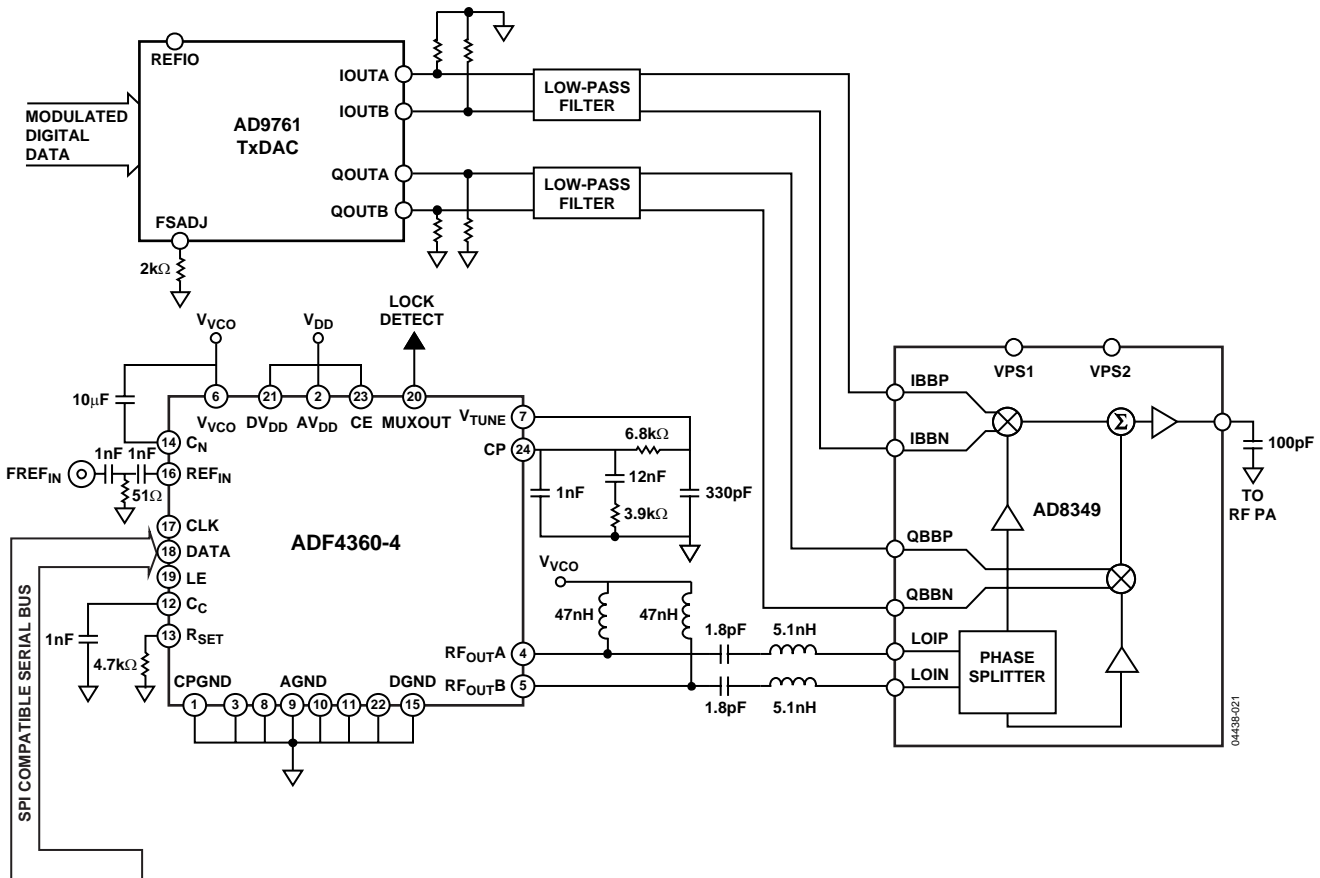 REFIO
MODULATED
DIGITAL
DATA
AD9761
TxDAC
IOUTA
IOUTB
QOUTA
QOUTB
FSADJ
2kΩ
LOW-PASS
FILTER
LOW-PASS
FILTER
VVCO
VDD
LOCK
DETECT
10μF
6
21
2
23
20
VVCO
DVDD
AVDD
CE
MUXOUT
VTUNE
7
CP
24
14
CN
1nF
1nF
FREFIN
16
REFIN
51Ω
17
CLK
18
DATA
19
LE
12
CC
1nF
13
RSET
4.7kΩ
ADF4360-4
6.8kΩ
12nF
1nF
330pF
3.9kΩ
VVCO
47nH
47nH
1.8pF
5.1nH
RFOUTA
4
RFOUTB
5
1.8pF
5.1nH
CPGND
AGND
DGND
1
3
8
9
10
11
22
15
SPI COMPATIBLE SERIAL BUS
VPS1
VPS2
IBBP
IBBN
Σ
100pF
TO
RF PA
AD8349
QBBP
QBBN
LOIP
LOIN
PHASE
SPLITTER
04438-021